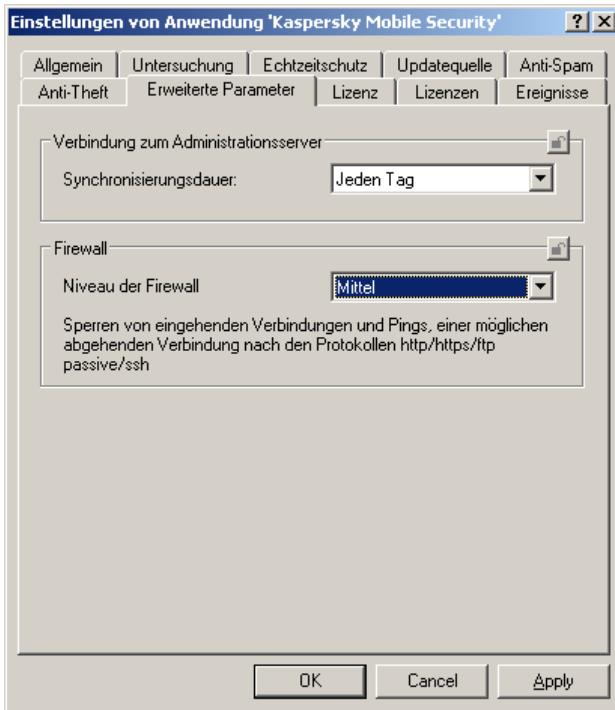 Einstellungen von Anwendung 'Kaspersky Mobile Security'
Allgemein Untersuchung Echtzeitschutz Updatequelle Anti-Spam
Anti-Theft Erweiterte Parameter Lizenz Lizenzen Ereignisse
Verbindung zum Administrationsserver
Synchronisierungsdauer: Jeden Tag
Firewall
Niveau der Firewall Mittel
Sperren von eingehenden Verbindungen und Pings, einer möglichen
abgehenden Verbindung nach den Protokollen http/https/ftp
passive/ssh
OK Cancel Apply